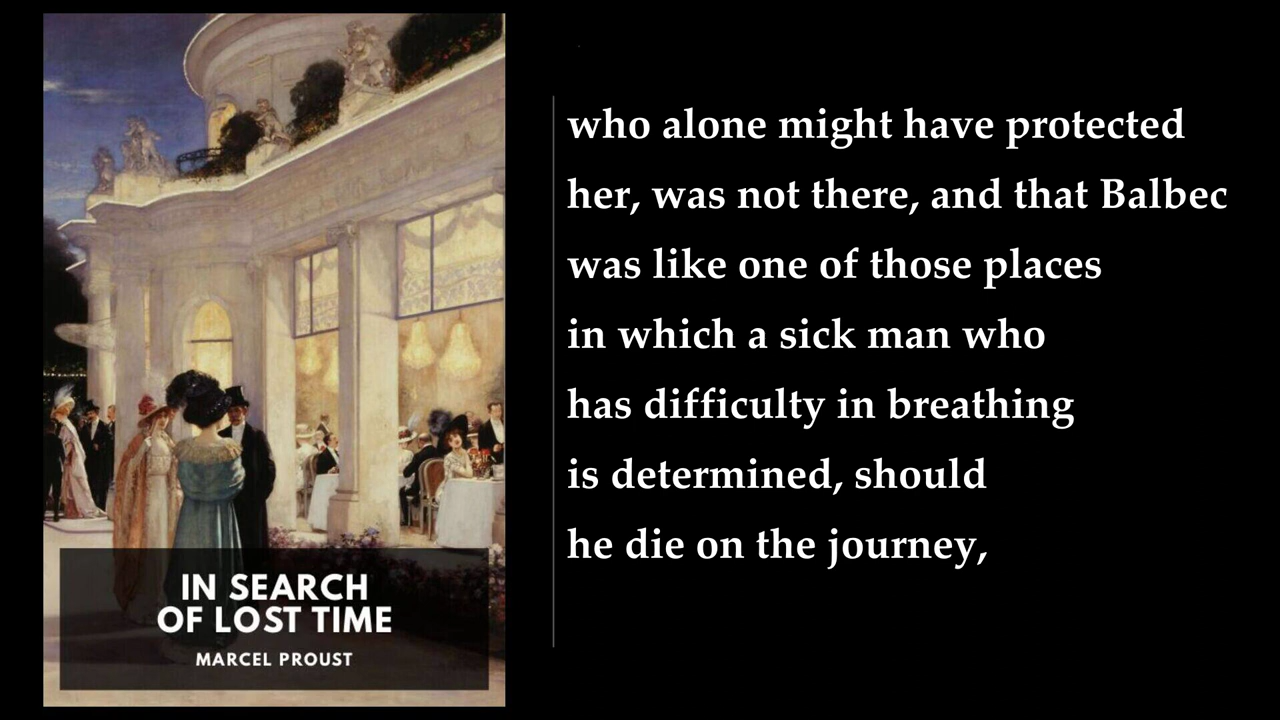 who alone might have protected
her, was not there, and that Balbec
was like one of those places
in which a sick man who
has difficulty in breathing
is determined, should
he die on the journey,
IN SEARCH
OF LOST TIME
MARCEL PROUST